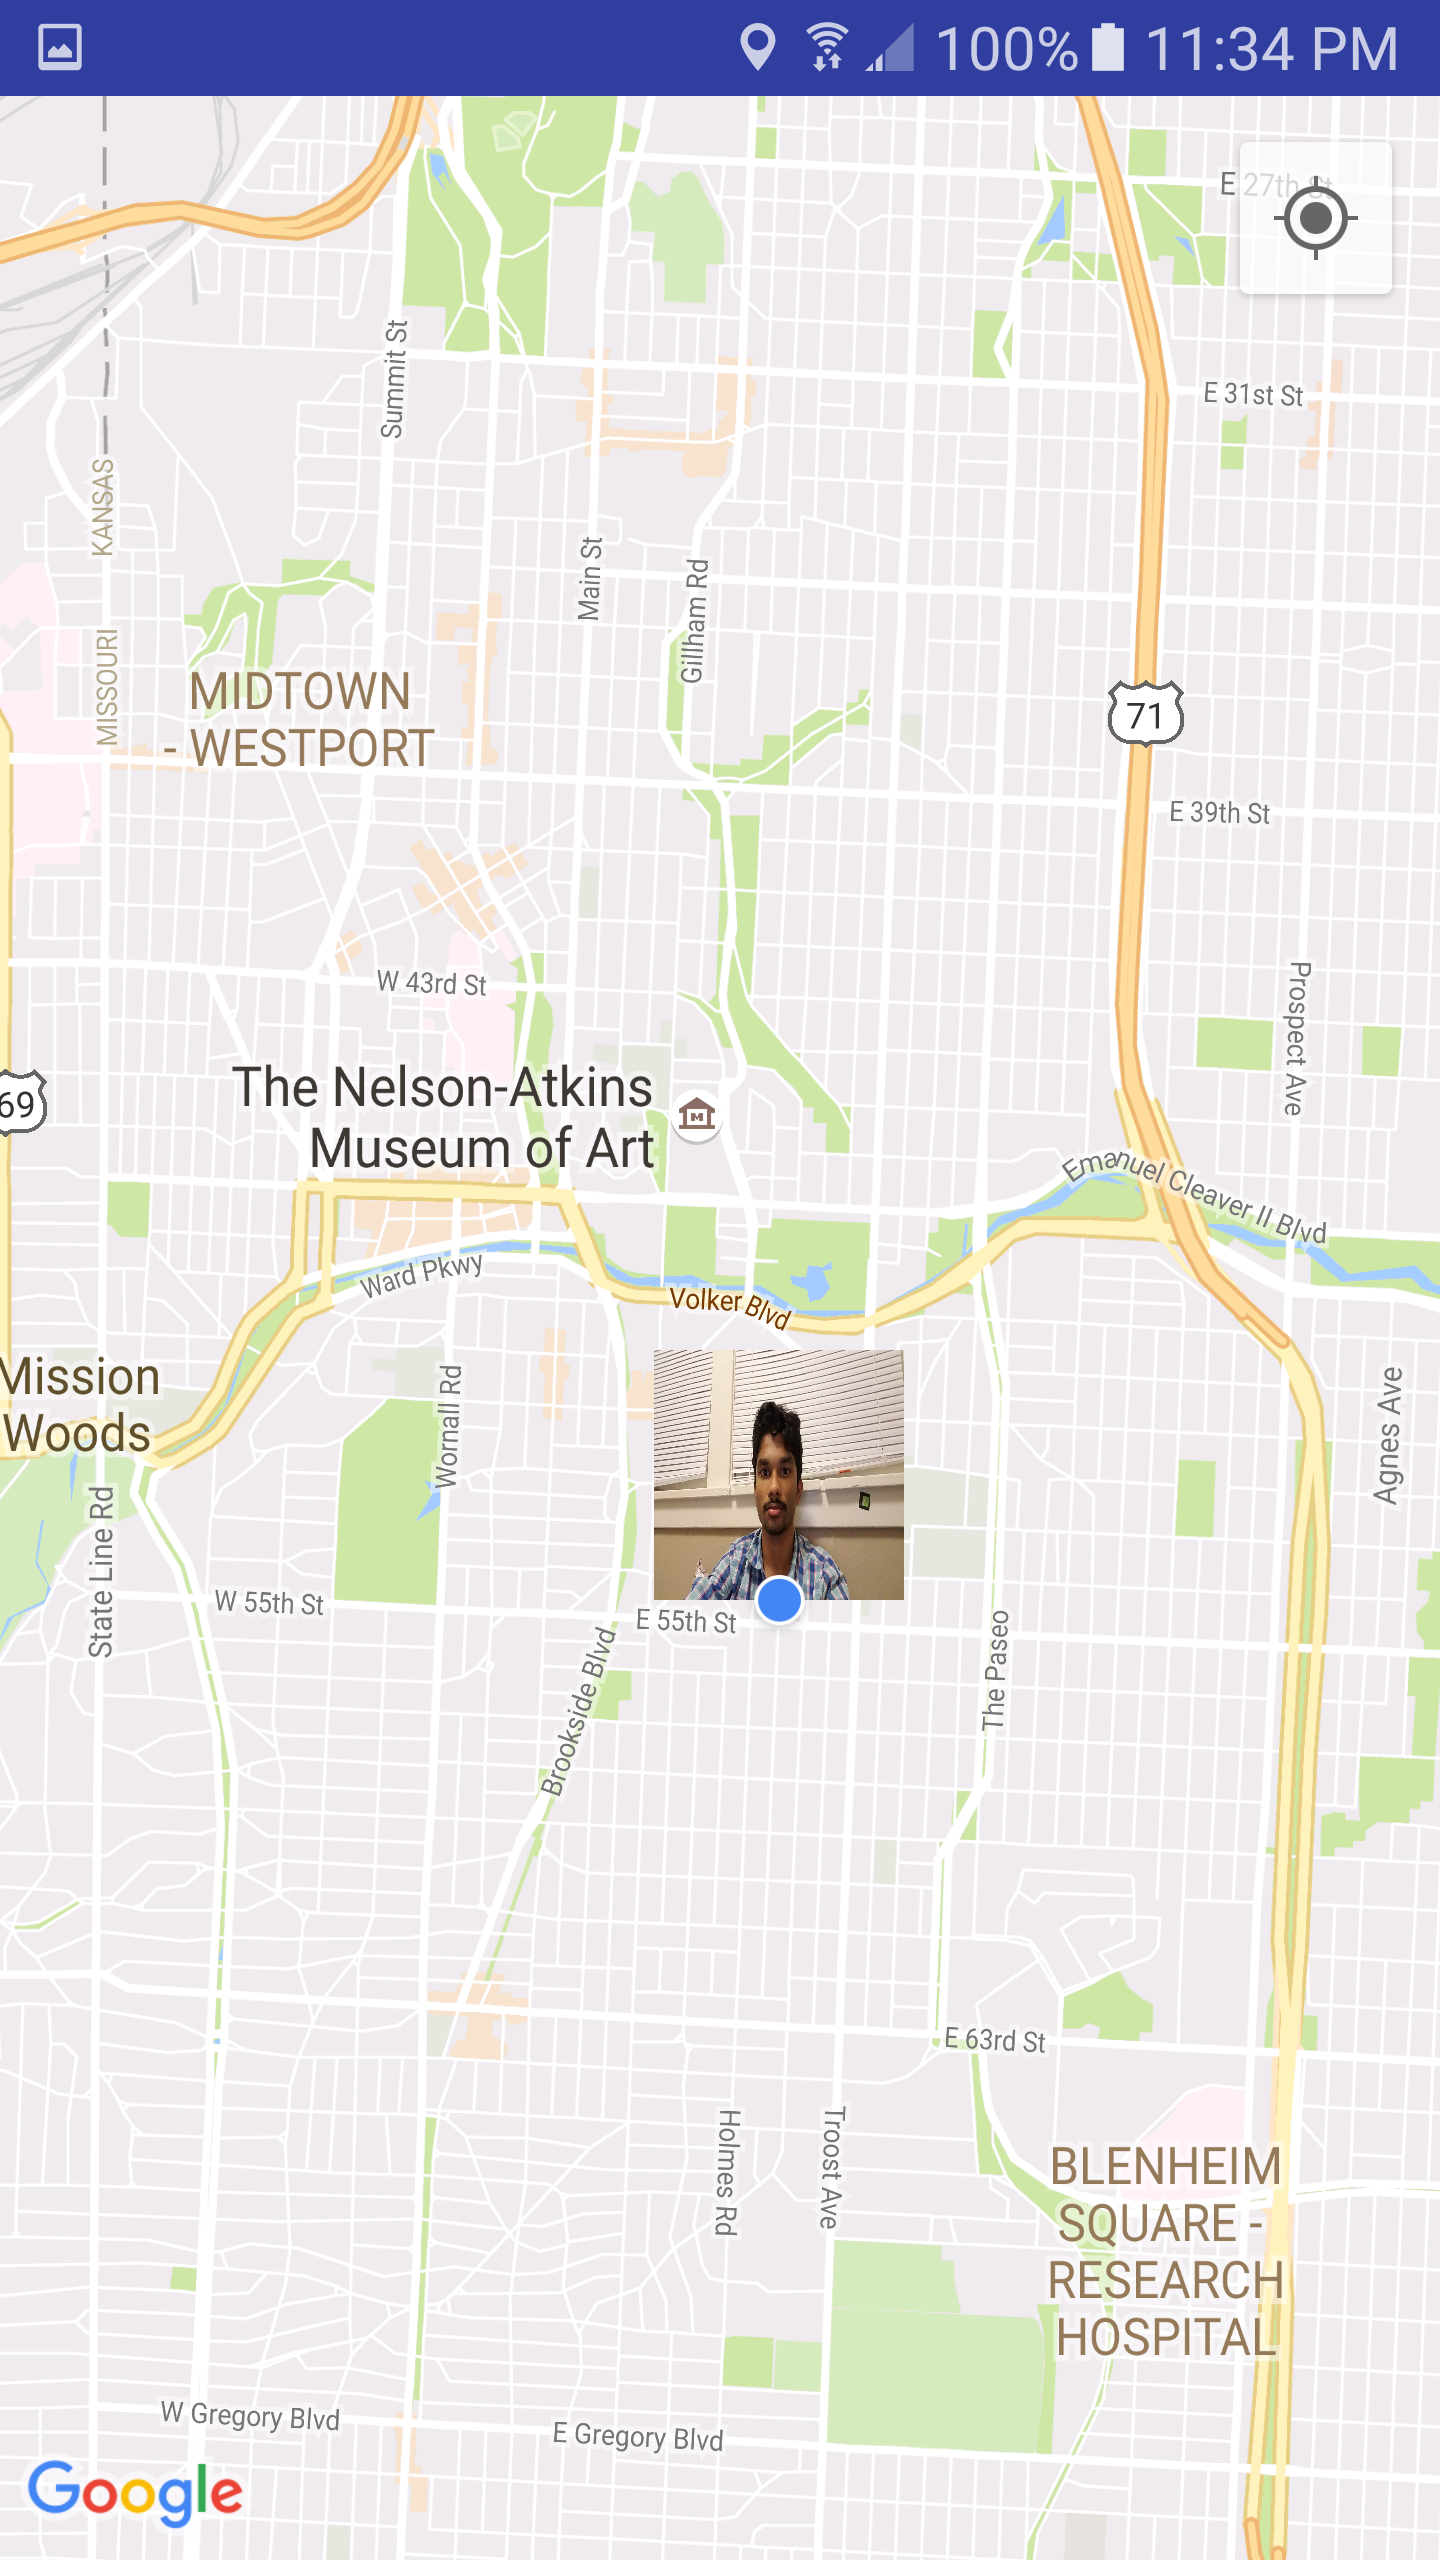 100% 11:34 PM
E 27th St
Summit St
E 31st St
KANSAS
MISSOURI
Main St
Gillham Rd
MIDTOWN
- WESTPORT
71
E 39th St
W 43rd St
Prospect Ave
The Nelson-Atkins
Museum of Art
M
69
Emanuel Cleaver II Blvd
Ward Pkwy
Volker Blvd
Mission
Woods
Wornall Rd
Agnes Ave
State Line Rd
W 55th St
E 55th St
Brookside Blvd
The Paseo
E 63rd St
Holmes Rd
Troost Ave
BLENHEIM
SQUARE -
RESEARCH
HOSPITAL
W Gregory Blvd
E Gregory Blvd
Google